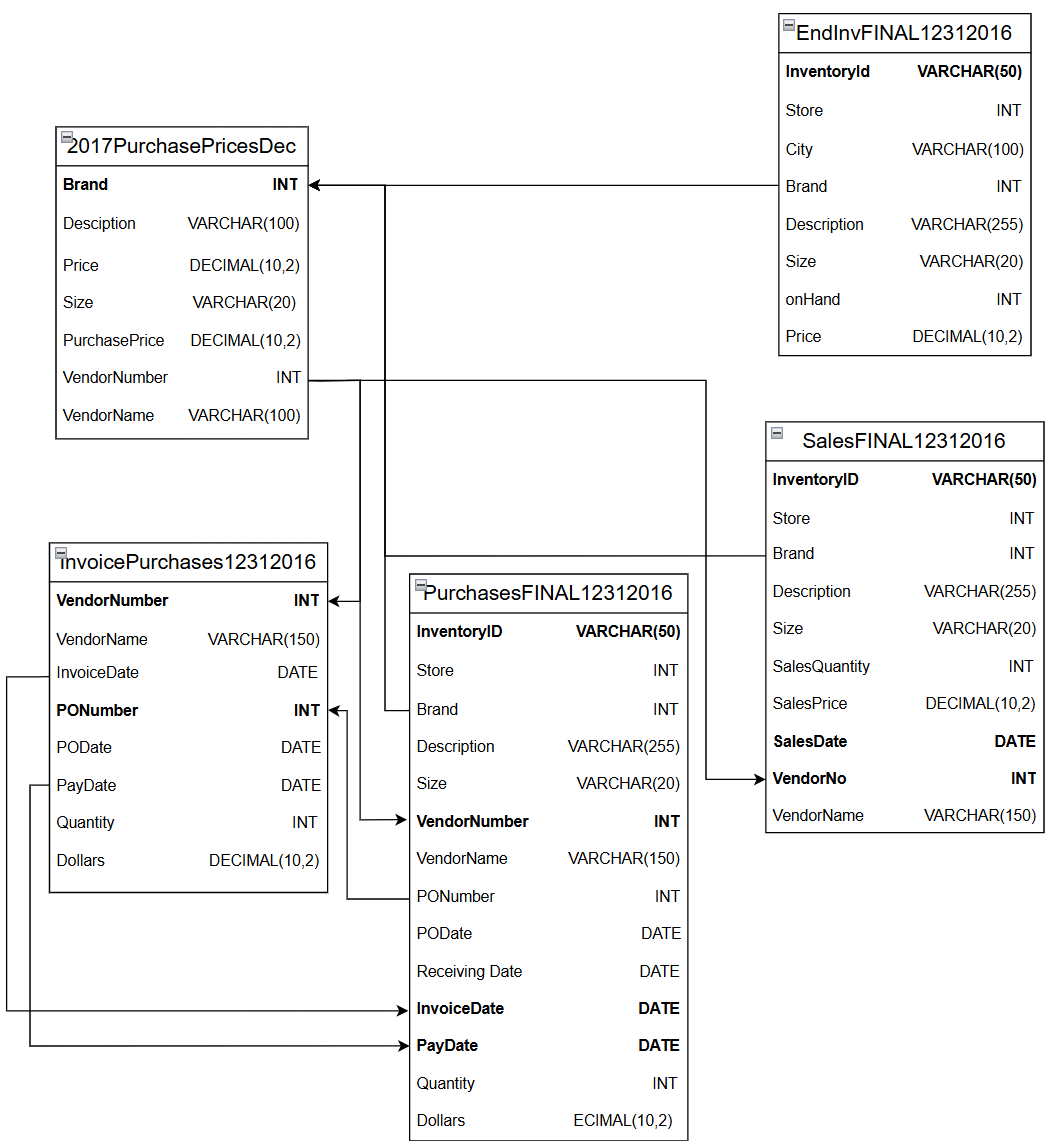 EndInvFINAL12312016
InventoryId VARCHAR(50)
Store INT
City VARCHAR(100)
Brand INT
Description VARCHAR(255)
Size VARCHAR(20)
onHand INT
Price DECIMAL(10,2)
2017PurchasePricesDec
Brand INT
Desciption VARCHAR(100)
Price DECIMAL(10,2)
Size VARCHAR(20)
PurchasePrice DECIMAL(10,2)
VendorNumber INT
VendorName VARCHAR(100)
SalesFINAL12312016
InventoryID VARCHAR(50)
Store INT
Brand INT
Description VARCHAR(255)
Size VARCHAR(20)
SalesQuantity INT
SalesPrice DECIMAL(10,2)
SalesDate DATE
VendorNo INT
VendorName VARCHAR(150)
InvoicePurchases12312016
VendorNumber INT
VendorName VARCHAR(150)
InvoiceDate DATE
PONumber INT
PODate DATE
PayDate DATE
Quantity INT
Dollars DECIMAL(10,2)
PurchasesFINAL12312016
InventoryID VARCHAR(50)
Store INT
Brand INT
Description VARCHAR(255)
Size VARCHAR(20)
VendorNumber INT
VendorName VARCHAR(150)
PONumber INT
PODate DATE
Receiving Date DATE
InvoiceDate DATE
PayDate DATE
Quantity INT
Dollars ECIMAL(10,2)